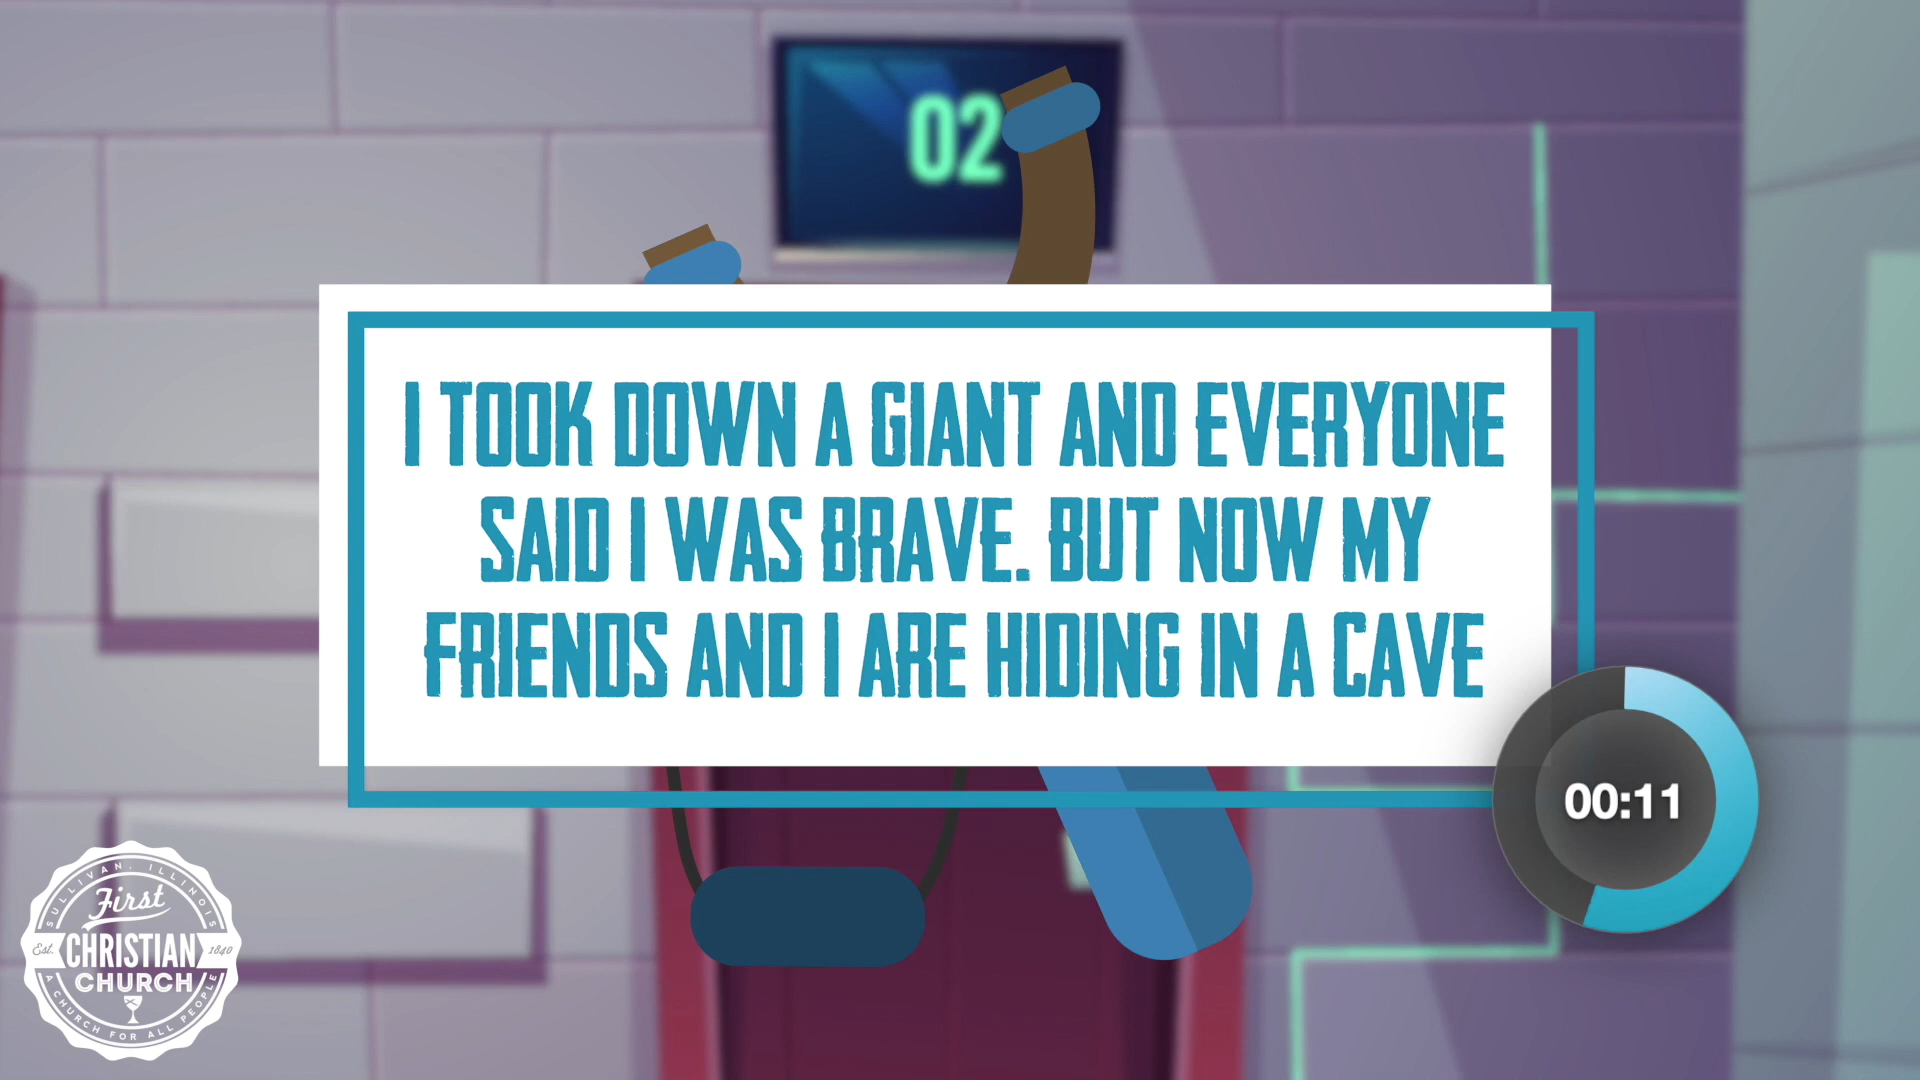 02
I TOOK DOWN A GIANT AND EVERYONE
SAID I WAS BRAVE. BUT NOW MY
FRIENDS AND I ARE HIDING IN A CAVE
00:11
SULLIVAN, ILLINOIS
First
Est. CHRISTIAN 1840
CHURCH
A CHURCH FOR ALL PEOPLE